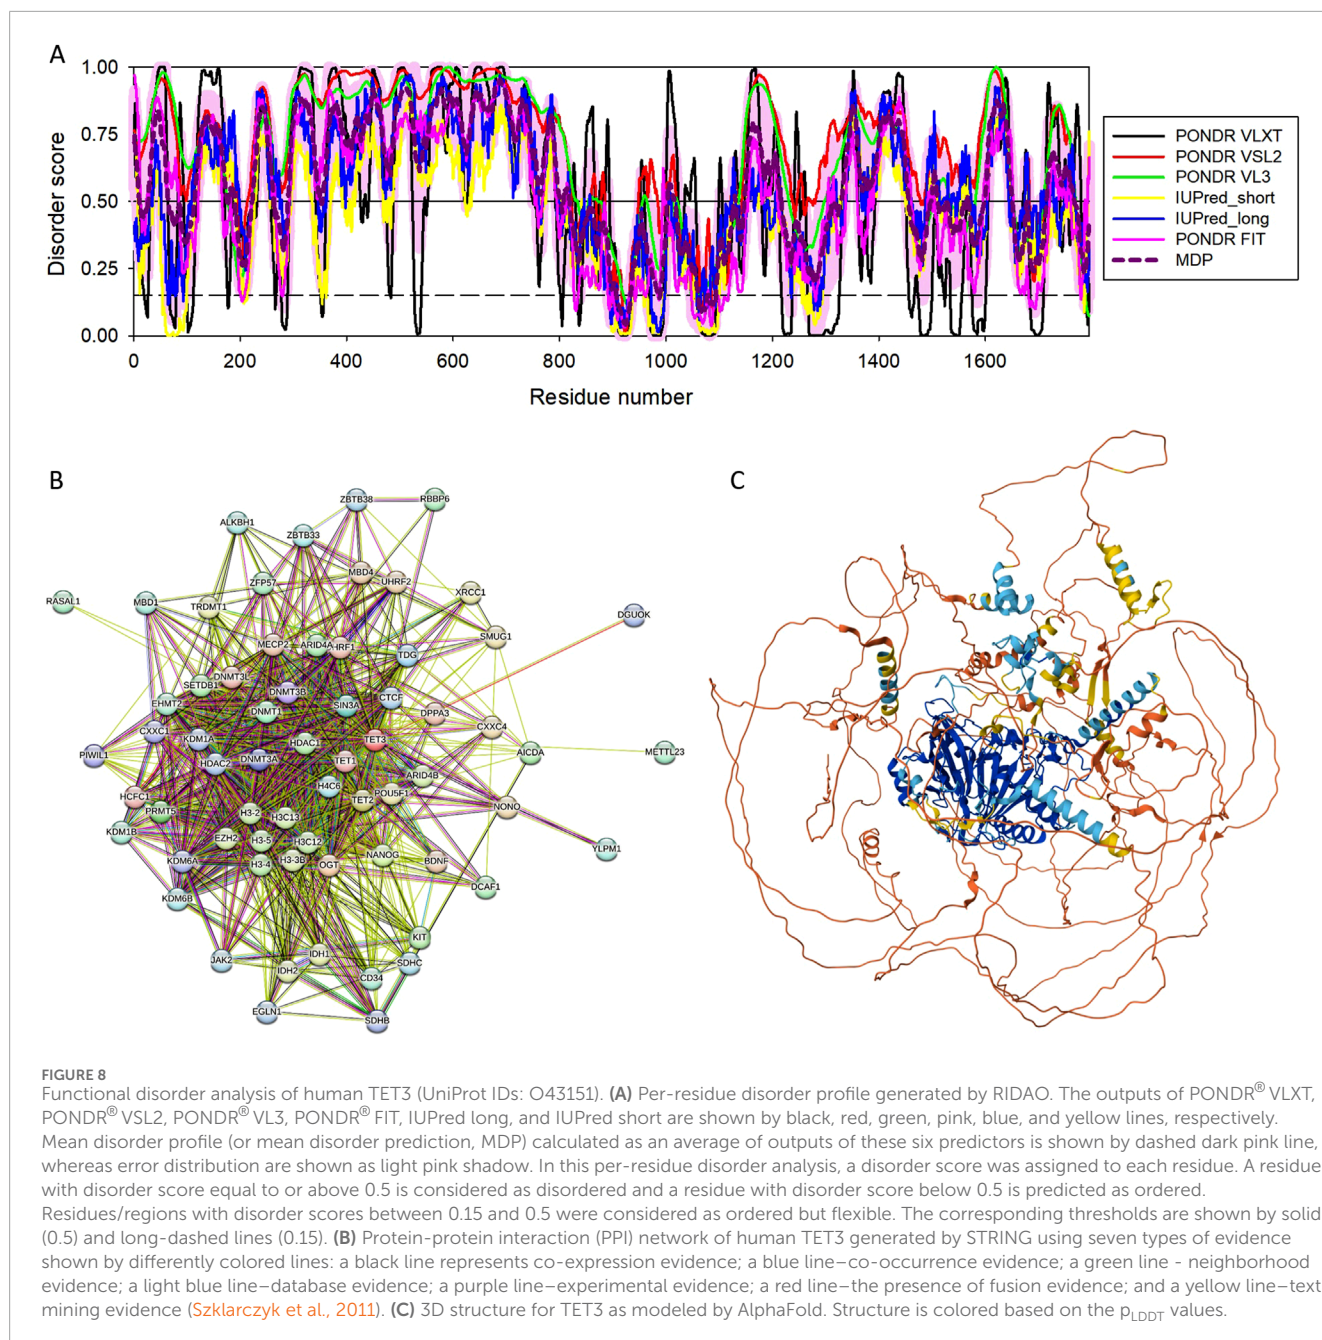 A
1.00
0.75
0.50
0.25
0.00
Disorder score
0 200 400 600 800 1000 1200 1400 1600
Residue number
PONDR VLXT
PONDR VSL2
PONDR VL3
IUPred_short
IUPred_long
PONDR FIT
MDP
B
ZBTB38
RBBP6
ALKBH1
ZBTB33
MBD4
UHRF2
ZFP57
XRCC1
RASAL1
MBD1
TRDMT1
DGUOK
SMUG1
MECP2
ARID4A
HRF1
TDG
DNMT3L
SETDB1
DNMT3B
CTCF
EHMT2
SIN3A
DNMT1
DPPA3
CXXC4
CXXC1
KDM1A
HDAC1
TET3
PIWIL1
HDAC2
DNMT3A
TET1
AICDA
METTL23
ARID4B
H4C6
HCFC1
POU5F1
TET2
PRMT5
H3-2
H3C13
NONO
KDM1B
EZH2
H3-5
H3C12
YLPM1
KDM6A
H3-4
H3-3B
OGT
NANOG
BDNF
DCAF1
KDM6B
KIT
JAK2
IDH1
IDH2
SDHC
CD34
EGLN1
SDHB
C
FIGURE 8
Functional disorder analysis of human TET3 (UniProt IDs: O43151). (A) Per-residue disorder profile generated by RIDAO. The outputs of PONDR® VLXT,
PONDR® VSL2, PONDR® VL3, PONDR® FIT, IUPred long, and IUPred short are shown by black, red, green, pink, blue, and yellow lines, respectively.
Mean disorder profile (or mean disorder prediction, MDP) calculated as an average of outputs of these six predictors is shown by dashed dark pink line,
whereas error distribution are shown as light pink shadow. In this per-residue disorder analysis, a disorder score was assigned to each residue. A residue
with disorder score equal to or above 0.5 is considered as disordered and a residue with disorder score below 0.5 is predicted as ordered.
Residues/regions with disorder scores between 0.15 and 0.5 were considered as ordered but flexible. The corresponding thresholds are shown by solid
(0.5) and long-dashed lines (0.15). (B) Protein-protein interaction (PPI) network of human TET3 generated by STRING using seven types of evidence
shown by differently colored lines: a black line represents co-expression evidence; a blue line–co-occurrence evidence; a green line - neighborhood
evidence; a light blue line–database evidence; a purple line–experimental evidence; a red line–the presence of fusion evidence; and a yellow line–text
mining evidence (Szklarczyk et al., 2011). (C) 3D structure for TET3 as modeled by AlphaFold. Structure is colored based on the pLDDT values.